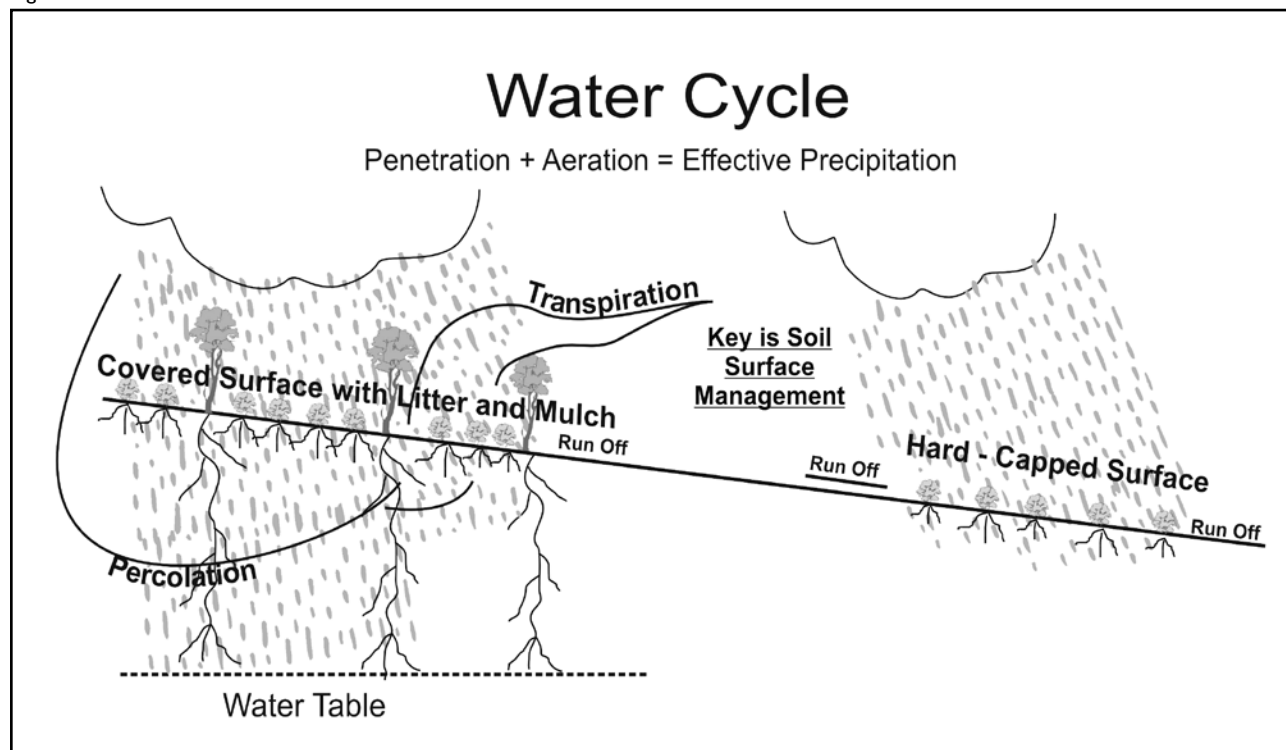 Water Cycle
Penetration + Aeration = Effective Precipitation
Transpiration
Key is Soil
Surface
Management
Covered Surface with Litter and Mulch
Run Off
Run Off
Hard - Capped Surface
Run Off
Percolation
Water Table